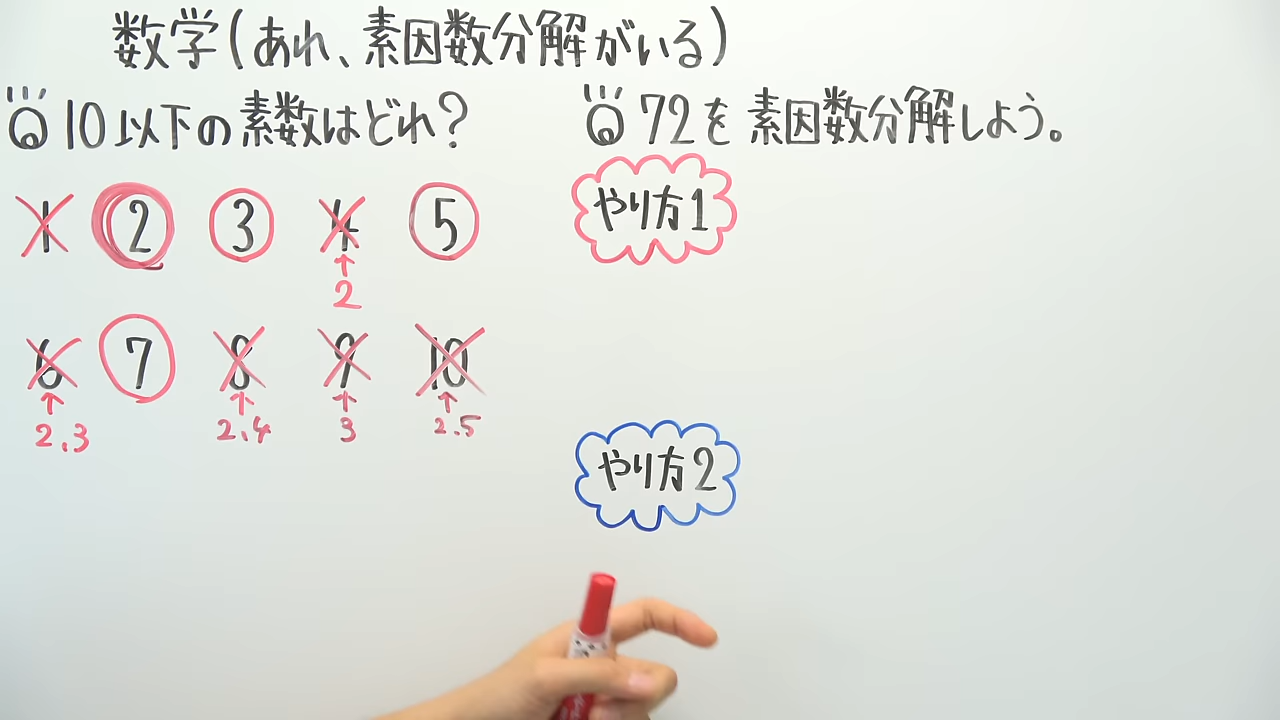 数学(あれ、素因数分解がいる)
Q 10以下の素数はどれ?
1 2 3 4 5
↑
2
6 7 8 9 10
↑ ↑ ↑ ↑
2.3 2.4 3 2.5
Q 72を素因数分解しよう。
やり方1
やり方2